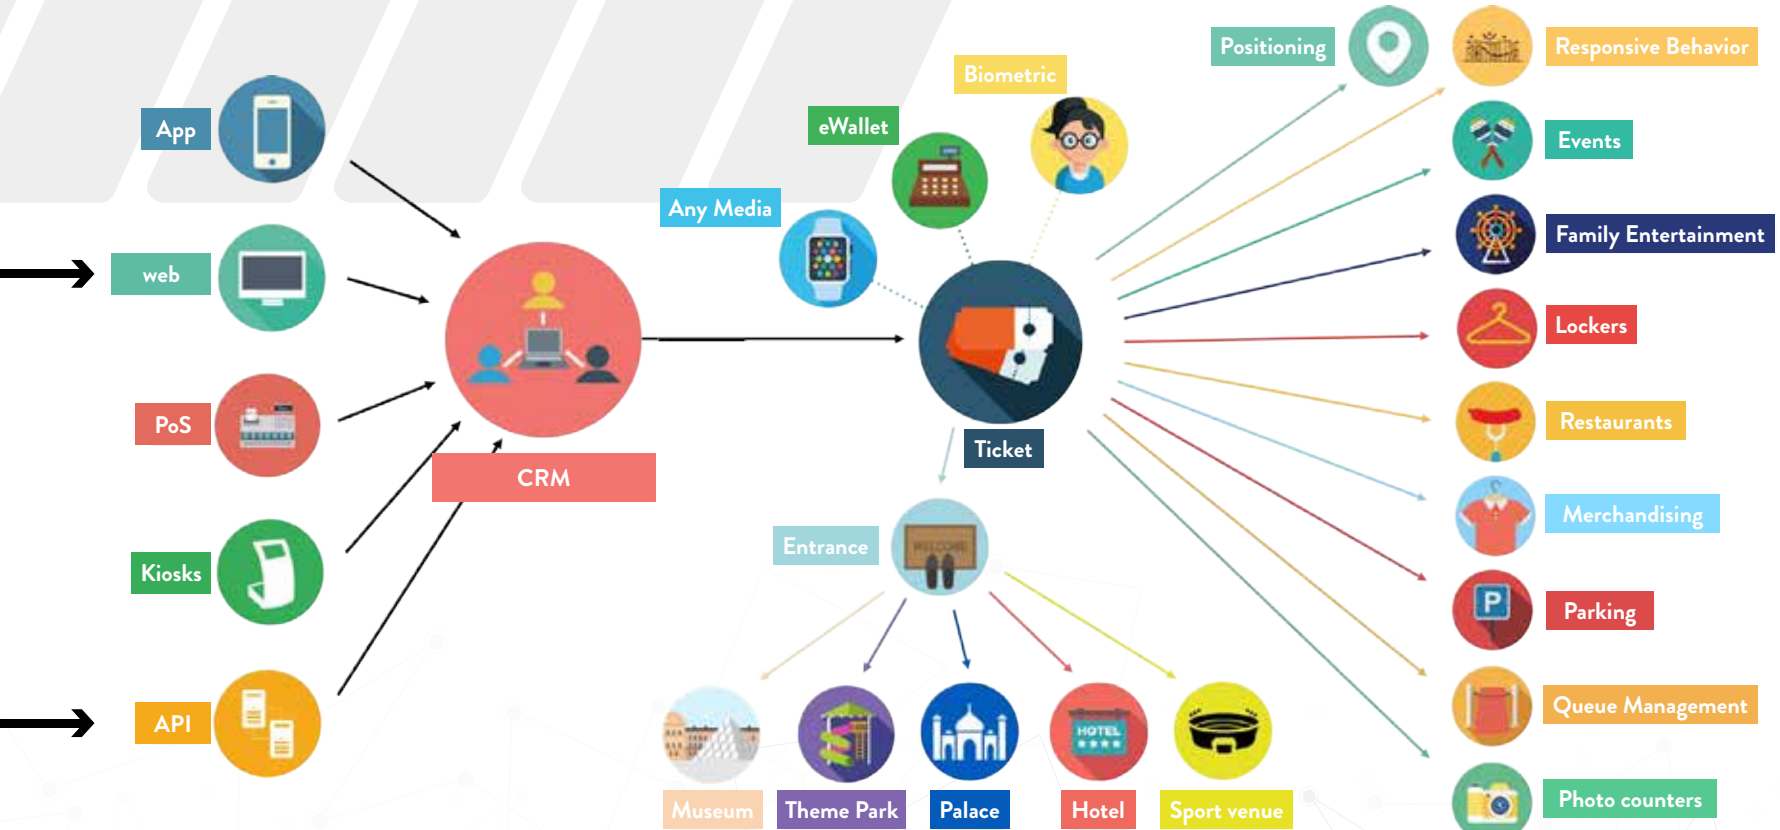 App
web
PoS
Kiosks
API
CRM
Any Media
eWallet
Biometric
Ticket
Entrance
WELCOME
Museum
Theme Park
Palace
HOTEL
Hotel
Sport venue
Positioning
Responsive Behavior
Events
Family Entertainment
Lockers
Restaurants
Merchandising
P
Parking
Queue Management
Photo counters